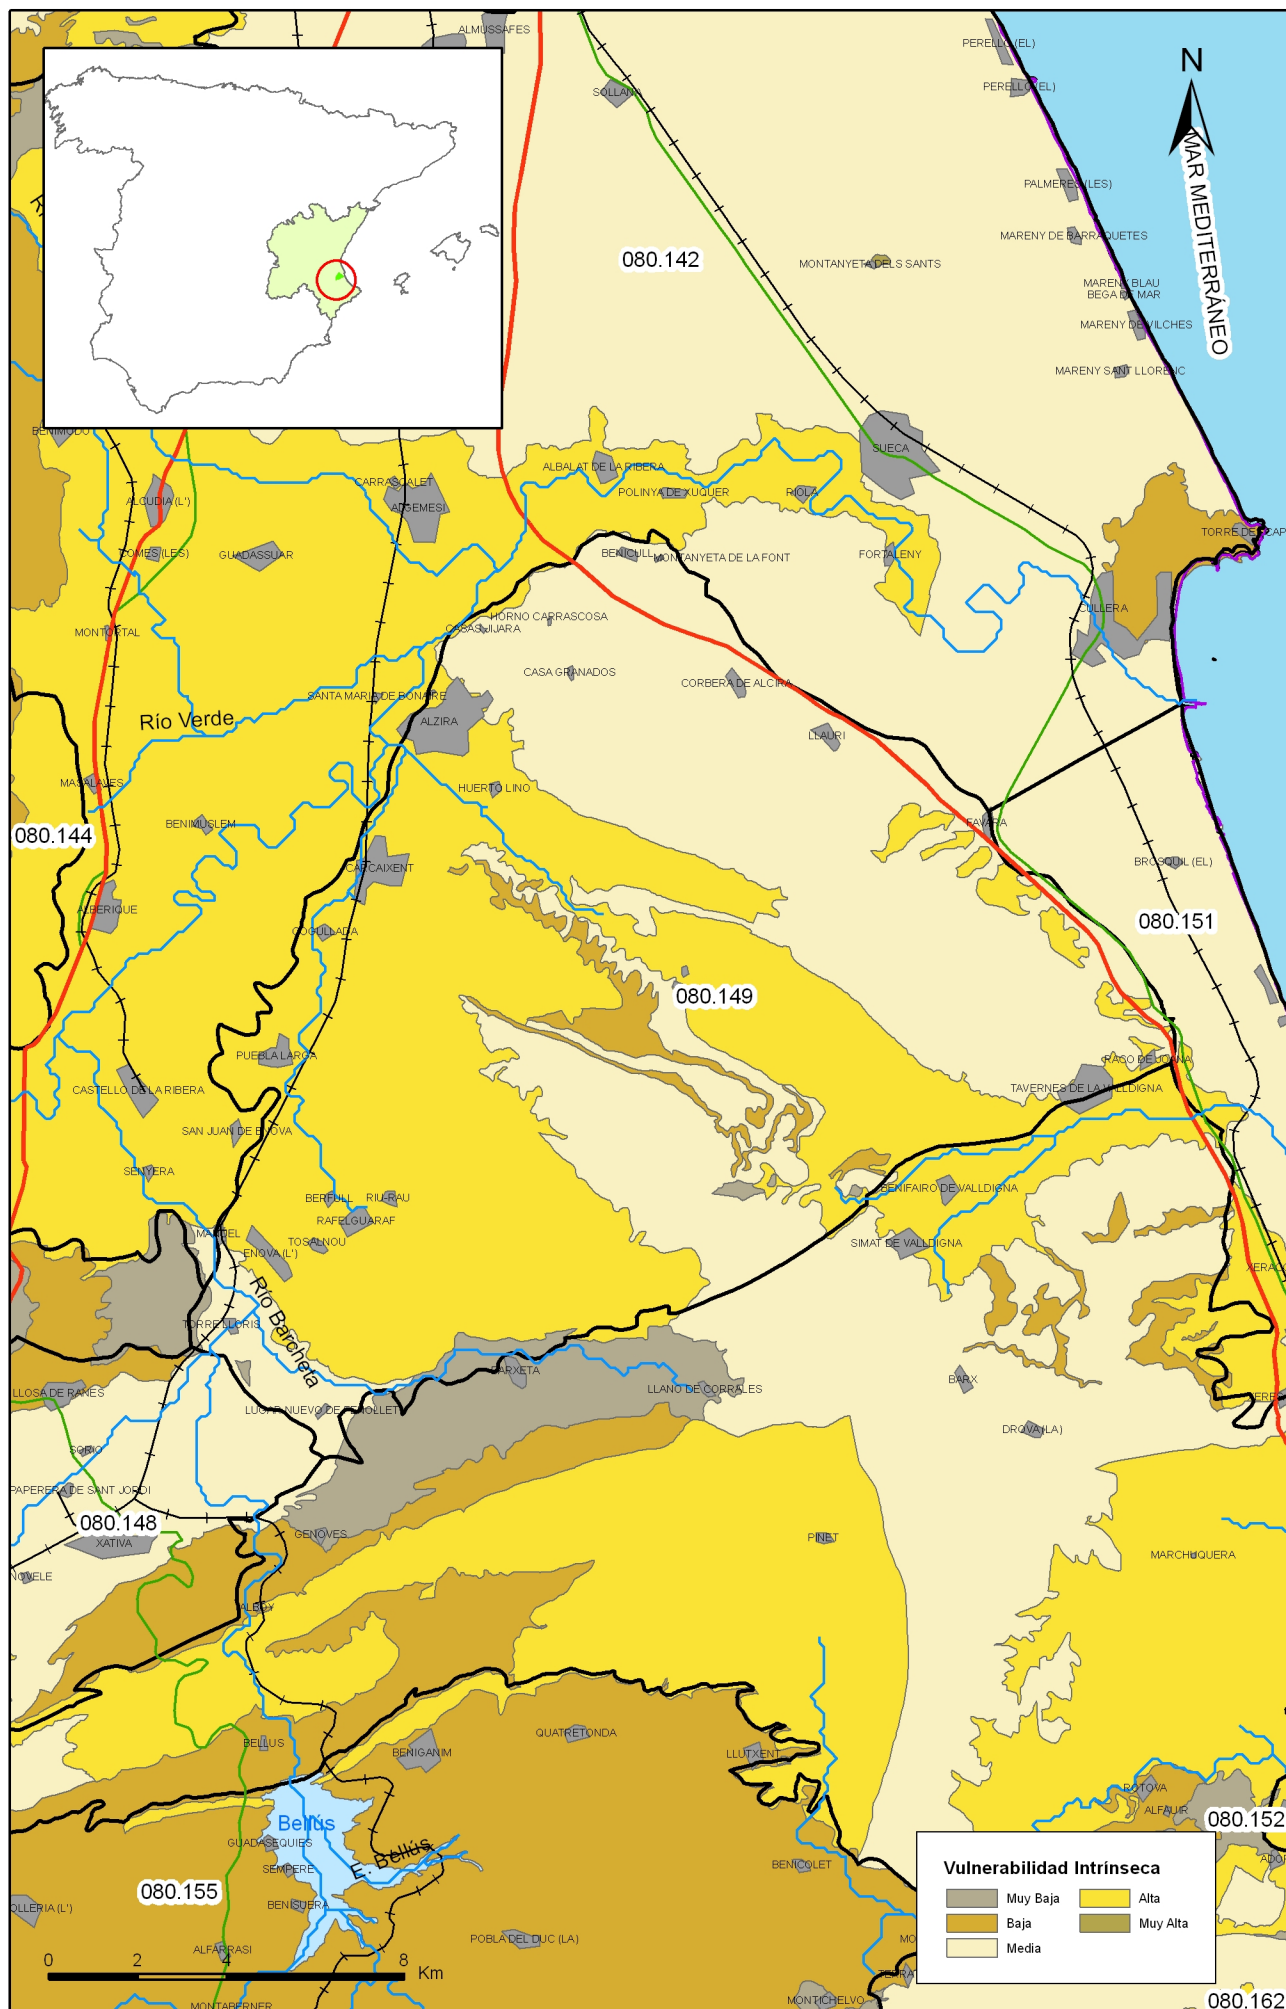 ALMUSSAFES
PERELLO (EL)
SOLLANA
PERELLO (EL)
N
MAR MEDITERRÁNEO
PALMERES (LES)
MARENY DE BARRAQUETES
080.142
MONTANYETA DELS SANTS
MARENY BLAU
BEGA DE MAR
MARENY DE VILCHES
MARENY SANT LLORENC
BENIMODO
SUECA
ALBALAT DE LA RIBERA
CARRASCALET
POLINYA DE XUQUER
RIOLA
ALCUDIA (L')
ALGEMESI
TORRE DEL CAP
TOMES (LES)
GUADASSUAR
BENICULL
MONTANYETA DE LA FONT
FORTALENY
CULLERA
HORNO CARRASCOSA
CASAS JIJARA
MONTORTAL
CASA GRANADOS
CORBERA DE ALCIRA
SANTA MARIA DE BONAIRE
Río Verde
ALZIRA
LLAURI
MASALAVES
HUERTO LINO
BENIMUSLEM
FAVARA
080.144
CARCAIXENT
BROSQUIL (EL)
ALBERIQUE
080.151
COGULLADA
080.149
PUEBLA LARGA
RACO DE JOANA
CASTELLO DE LA RIBERA
TAVERNES DE LA VALLDIGNA
SAN JUAN DE ENOVA
SENYERA
BENIFAIRO DE VALLDIGNA
BERFULL
RIU-RAU
RAFELGUARAF
MANUEL
TOSALNOU
SIMAT DE VALLDIGNA
ENOVA (L')
XERACO
Río Barcheta
TORRE LLORIS
BARXETA
BARX
LLOSA DE RANES
LLANO DE CORRALES
LUGAR NUEVO DE FENOLLET
DROVA (LA)
SORIO
PAPERERA DE SANT JORDI
080.148
GENOVES
PINET
XATIVA
MARCHUQUERA
NOVELE
ALBOY
QUATRETONDA
BELLUS
BENIGANIM
LLUTXENT
ROTOVA
ALFAUIR
080.152
Bellús
GUADASEQUIES
E. Bellús
SEMPERE
BENICOLET
080.155
BENISUERA
OLLERIA (L')
POBLA DEL DUC (LA)
ALFARRASI
MONTABERNER
MONTICHELVO
080.162
Vulnerabilidad Intrínseca
Muy Baja
Alta
Baja
Muy Alta
Media
0 2 4 8
Km